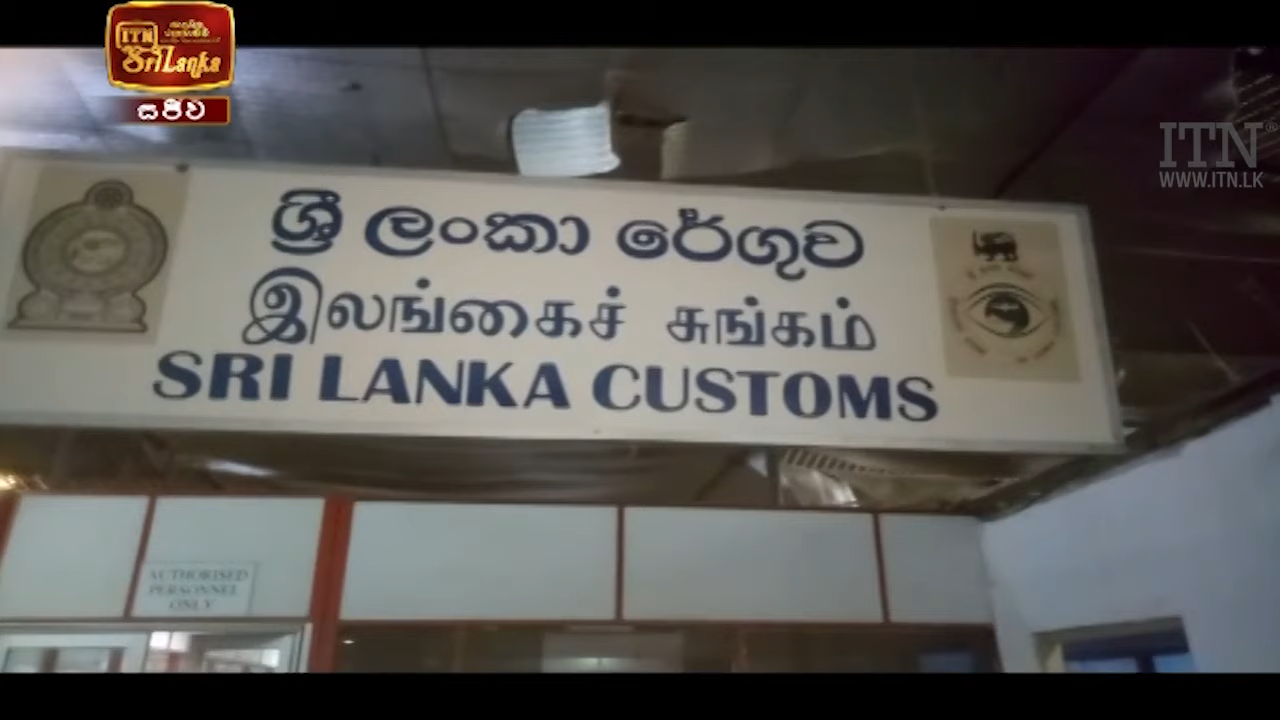 ITN
Sri Lanka
සජීව
ITN
WWW.ITN.LK
ශ්‍රී ලංකා රේගුව
இலங்கைச் சுங்கம்
SRI LANKA CUSTOMS
AUTHORISED
PERSONNEL
ONLY